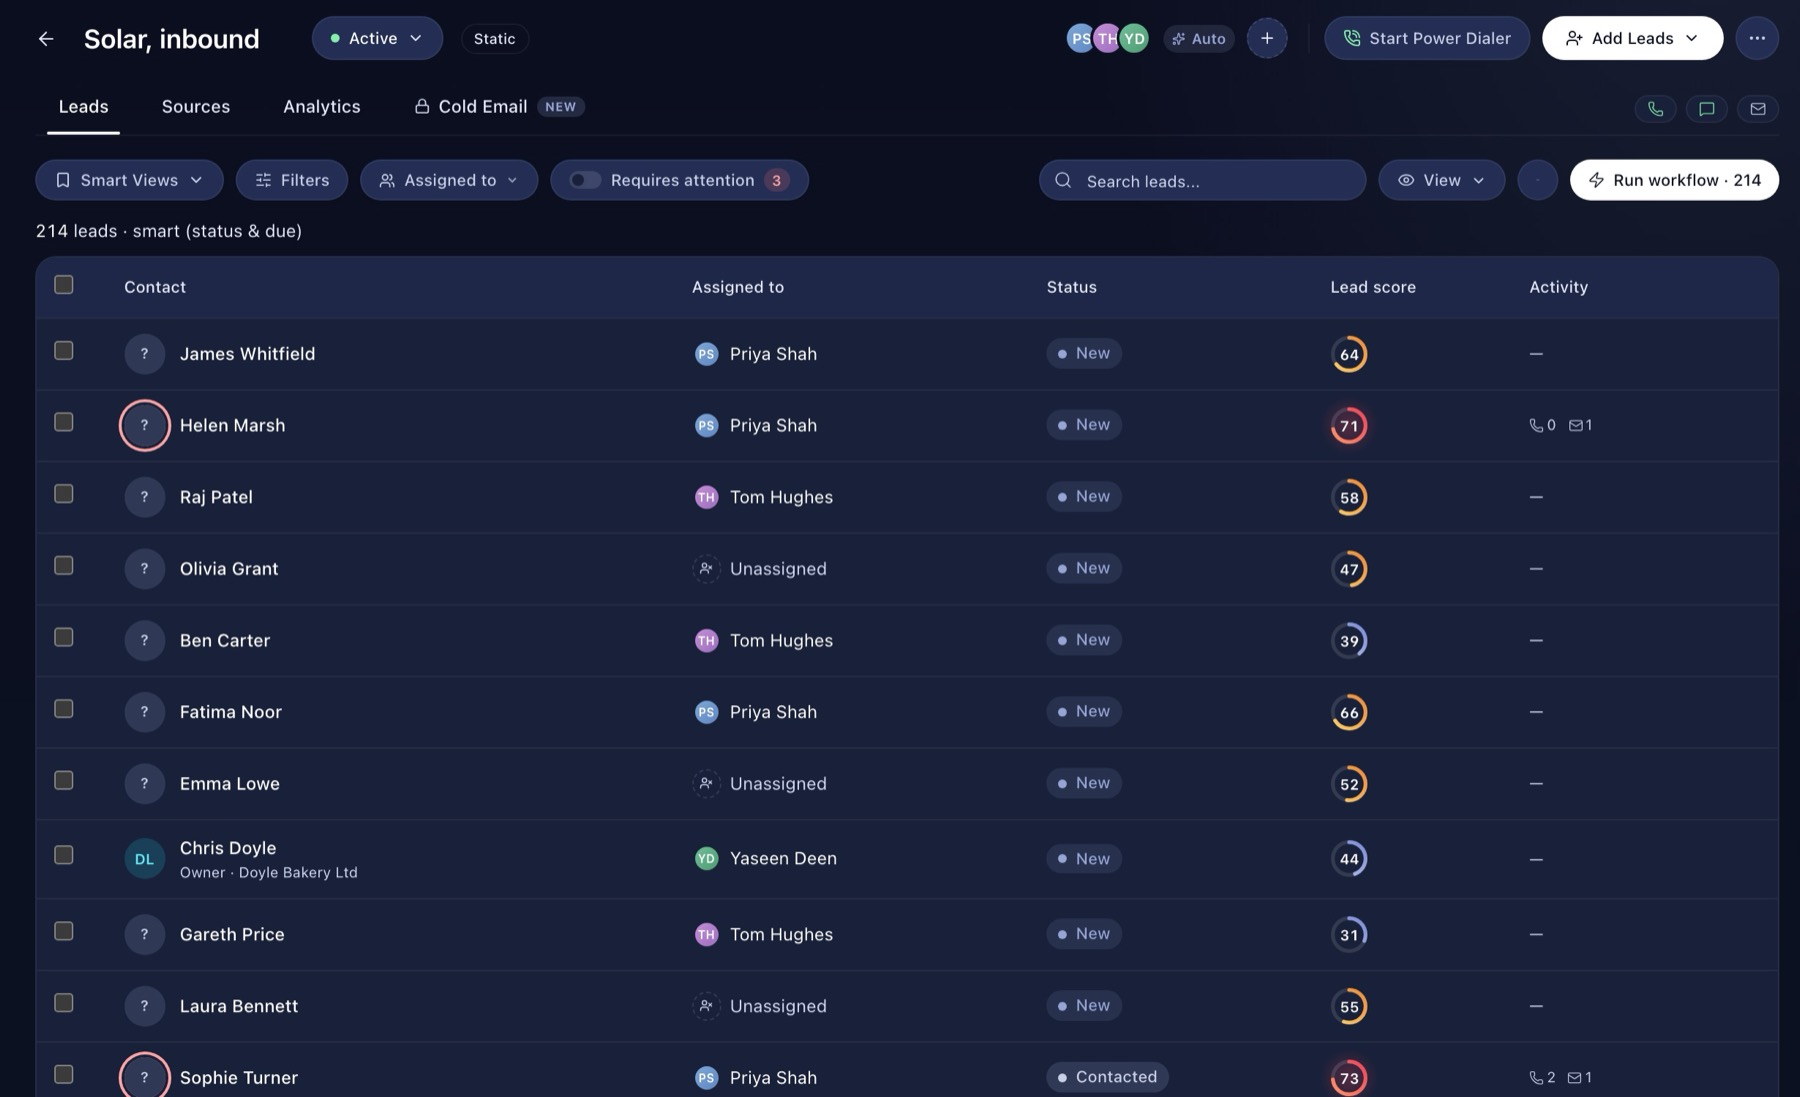 Solar, inbound
Active
Static
PS TH YD
Auto
Start Power Dialer
Add Leads
Leads
Sources
Analytics
Cold Email NEW
Smart Views
Filters
Assigned to
Requires attention 3
Search leads...
View
Run workflow · 214
214 leads · smart (status & due)
Contact Assigned to Status Lead score Activity
? James Whitfield PS Priya Shah New 64 —
? Helen Marsh PS Priya Shah New 71 0 1
? Raj Patel TH Tom Hughes New 58 —
? Olivia Grant Unassigned New 47 —
? Ben Carter TH Tom Hughes New 39 —
? Fatima Noor PS Priya Shah New 66 —
? Emma Lowe Unassigned New 52 —
DL Chris Doyle YD Yaseen Deen New 44 —
Owner · Doyle Bakery Ltd
? Gareth Price TH Tom Hughes New 31 —
? Laura Bennett Unassigned New 55 —
? Sophie Turner PS Priya Shah Contacted 73 2 1